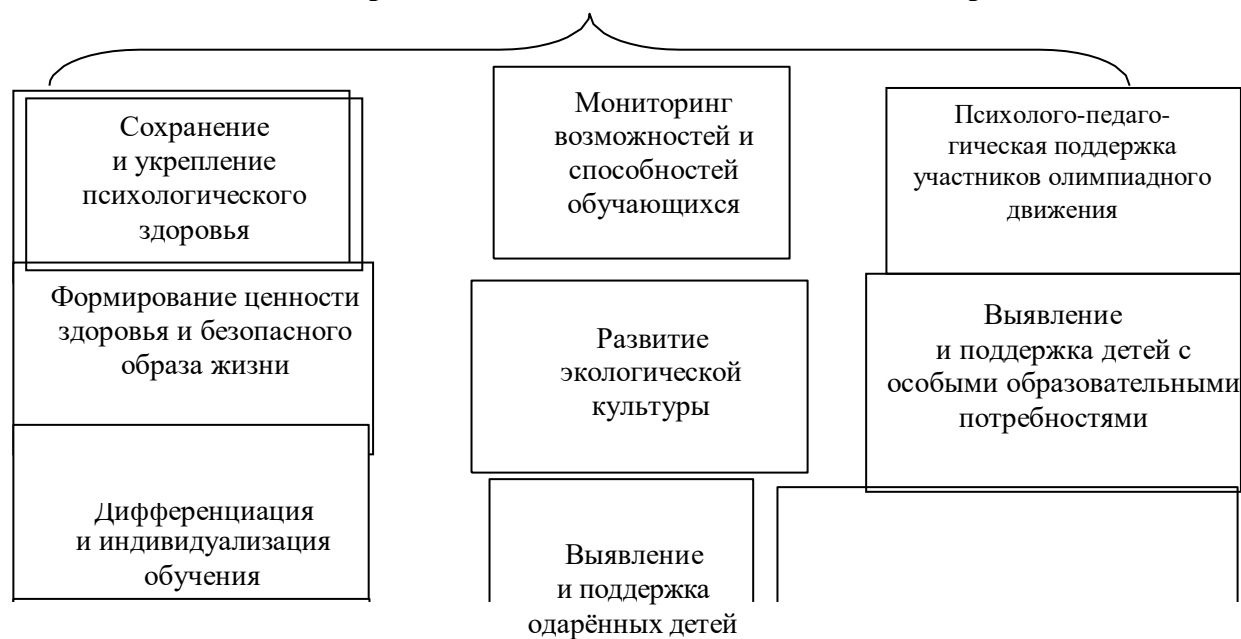 Сохранение
и укрепление
психологического
здоровья
Мониторинг
возможностей и
способностей
обучающихся
Психолого-педаго-
гическая поддержка
участников олимпиадного
движения
Формирование ценности
здоровья и безопасного
образа жизни
Развитие
экологической
культуры
Выявление
и поддержка детей с
особыми образовательными
потребностями
Дифференциация
и индивидуализация
обучения
Выявление
и поддержка
одарённых детей